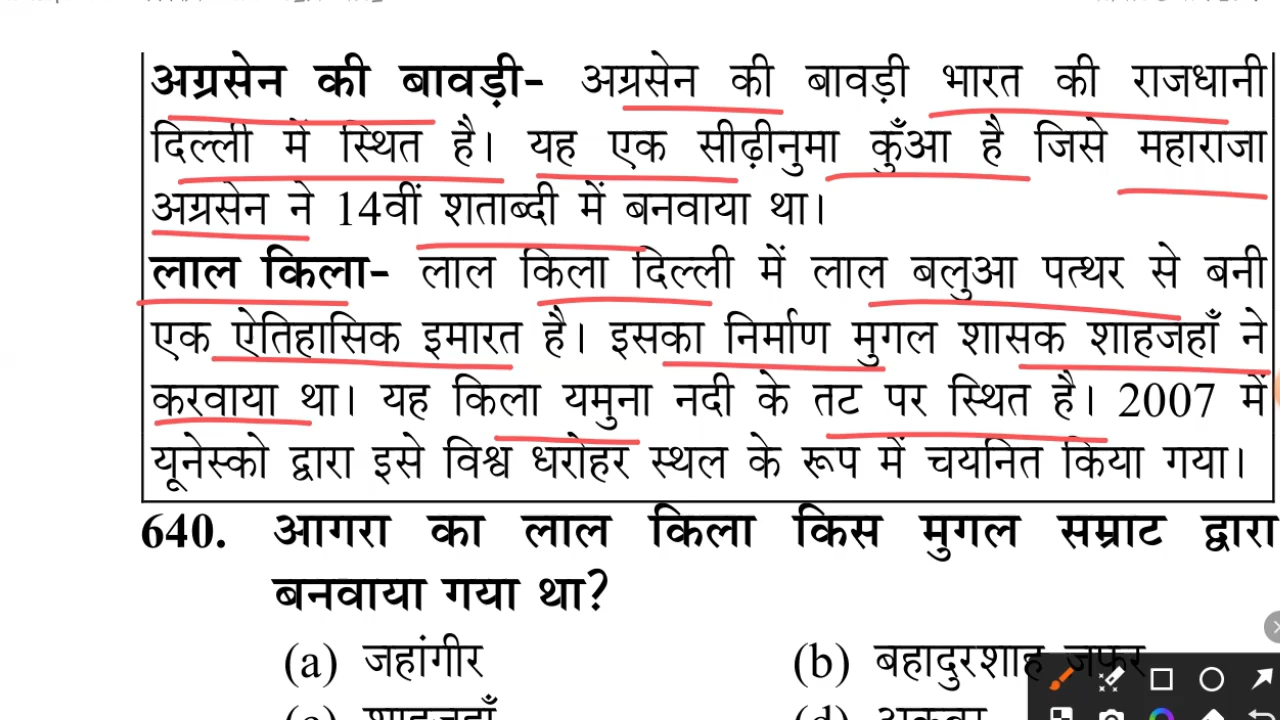 अग्रसेन की बावड़ी- अग्रसेन की बावड़ी भारत की राजधानी
दिल्ली में स्थित है। यह एक सीढ़ीनुमा कुँआ है जिसे महाराजा
अग्रसेन ने 14वीं शताब्दी में बनवाया था।
लाल किला- लाल किला दिल्ली में लाल बलुआ पत्थर से बनी
एक ऐतिहासिक इमारत है। इसका निर्माण मुगल शासक शाहजहाँ ने
करवाया था। यह किला यमुना नदी के तट पर स्थित है। 2007 में
यूनेस्को द्वारा इसे विश्व धरोहर स्थल के रूप में चयनित किया गया।
640. आगरा का लाल किला किस मुगल सम्राट द्वारा
बनवाया गया था?
(a) जहांगीर (b) बहादुरशाह जफर
(c) शाहजहाँ (d)